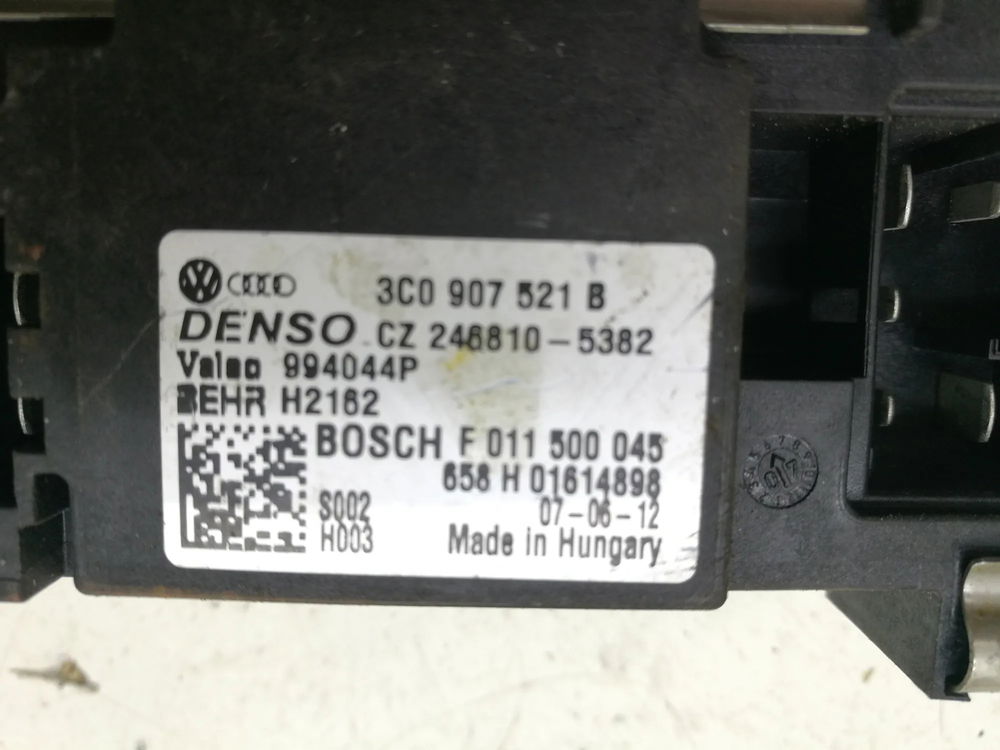 3C0 907 521 B
DENSO CZ 246810-5382
Valeo 994044P
BEHR H2162
BOSCH F 011 500 045
658 H 01614898
S002 07-06-12
H003 Made in Hungary